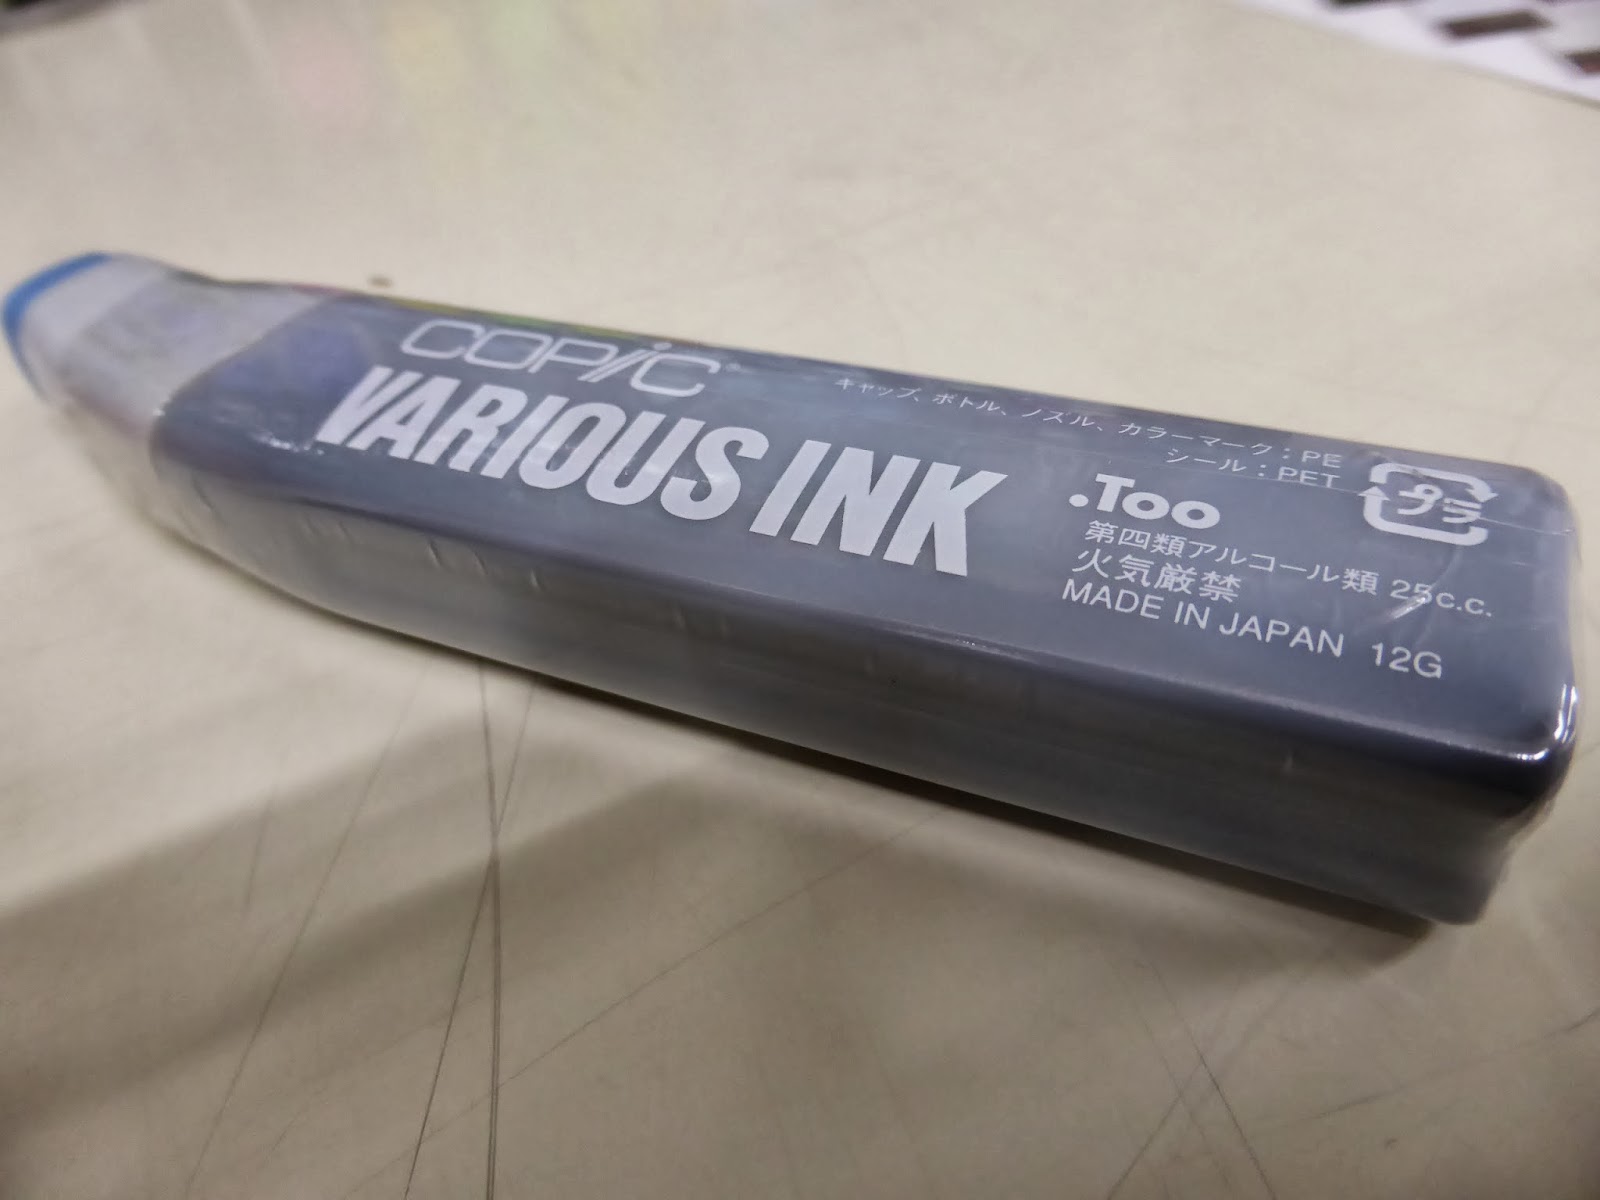 COPiC
VARIOUS INK
キャップ、ボトル、ノズル、カラーマーク：PE
シール：PET
プラ
.Too
第四類アルコール類 25c.c.
火気厳禁
MADE IN JAPAN 12G